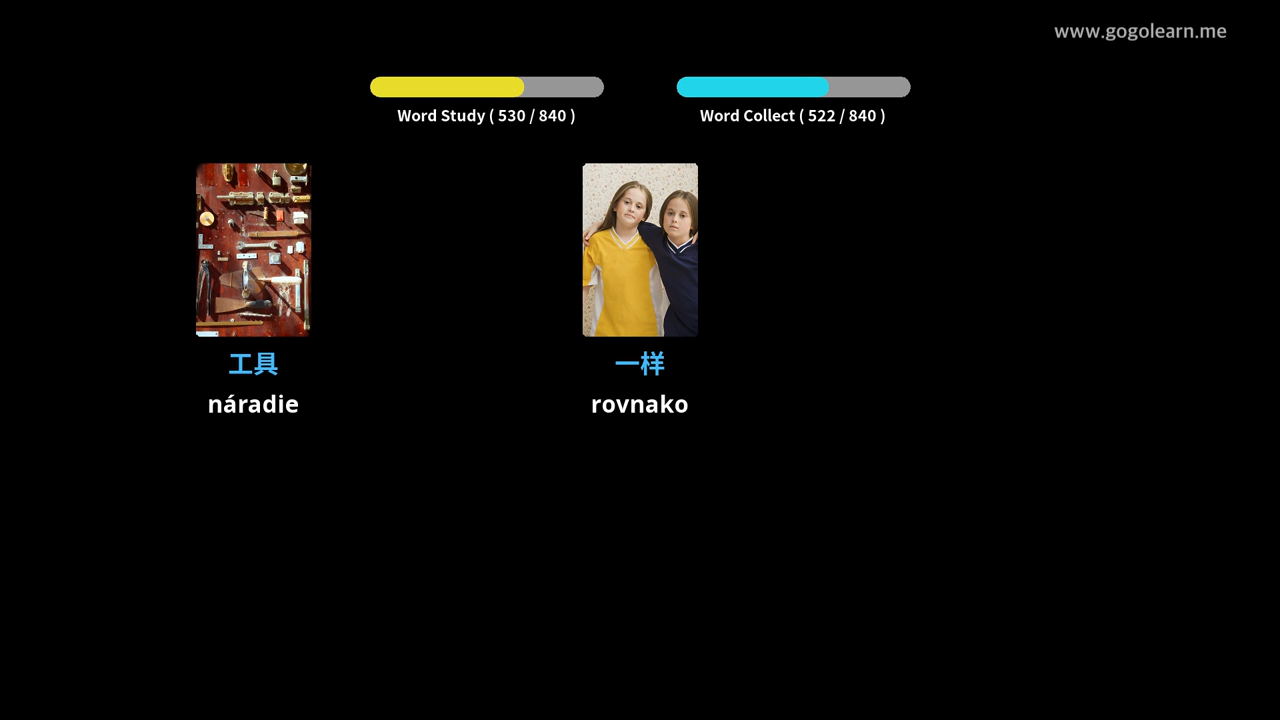 www.gogolearn.me
Word Study ( 530 / 840 )
Word Collect ( 522 / 840 )
工具
náradie
一样
rovnako